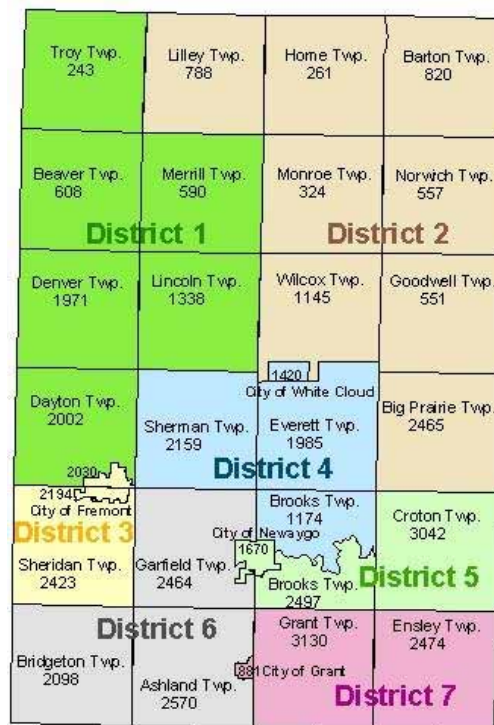 Troy Twp.
243
Lilley Twp.
788
Home Twp.
261
Barton Twp.
820
Beaver Twp.
608
Merrill Twp.
590
Monroe Twp.
324
Norwich Twp.
557
District 1
District 2
Denver Twp.
1971
Lincoln Twp.
1338
Wilcox Twp.
1145
Goodwell Twp.
551
1420
City of White Cloud
Dayton Twp.
2002
Sherman Twp.
2159
Everett Twp.
1985
Big Prairie Twp.
2465
District 4
2030
2194
City of Fremont
District 3
Sheridan Twp.
2423
Garfield Twp.
2464
Brooks Twp.
1174
City of Newaygo
1670
Brooks Twp.
2497
Croton Twp.
3042
District 5
District 6
Bridgeton Twp.
2098
Ashland Twp.
2570
881 City of Grant
Grant Twp.
3130
Ensley Twp.
2474
District 7